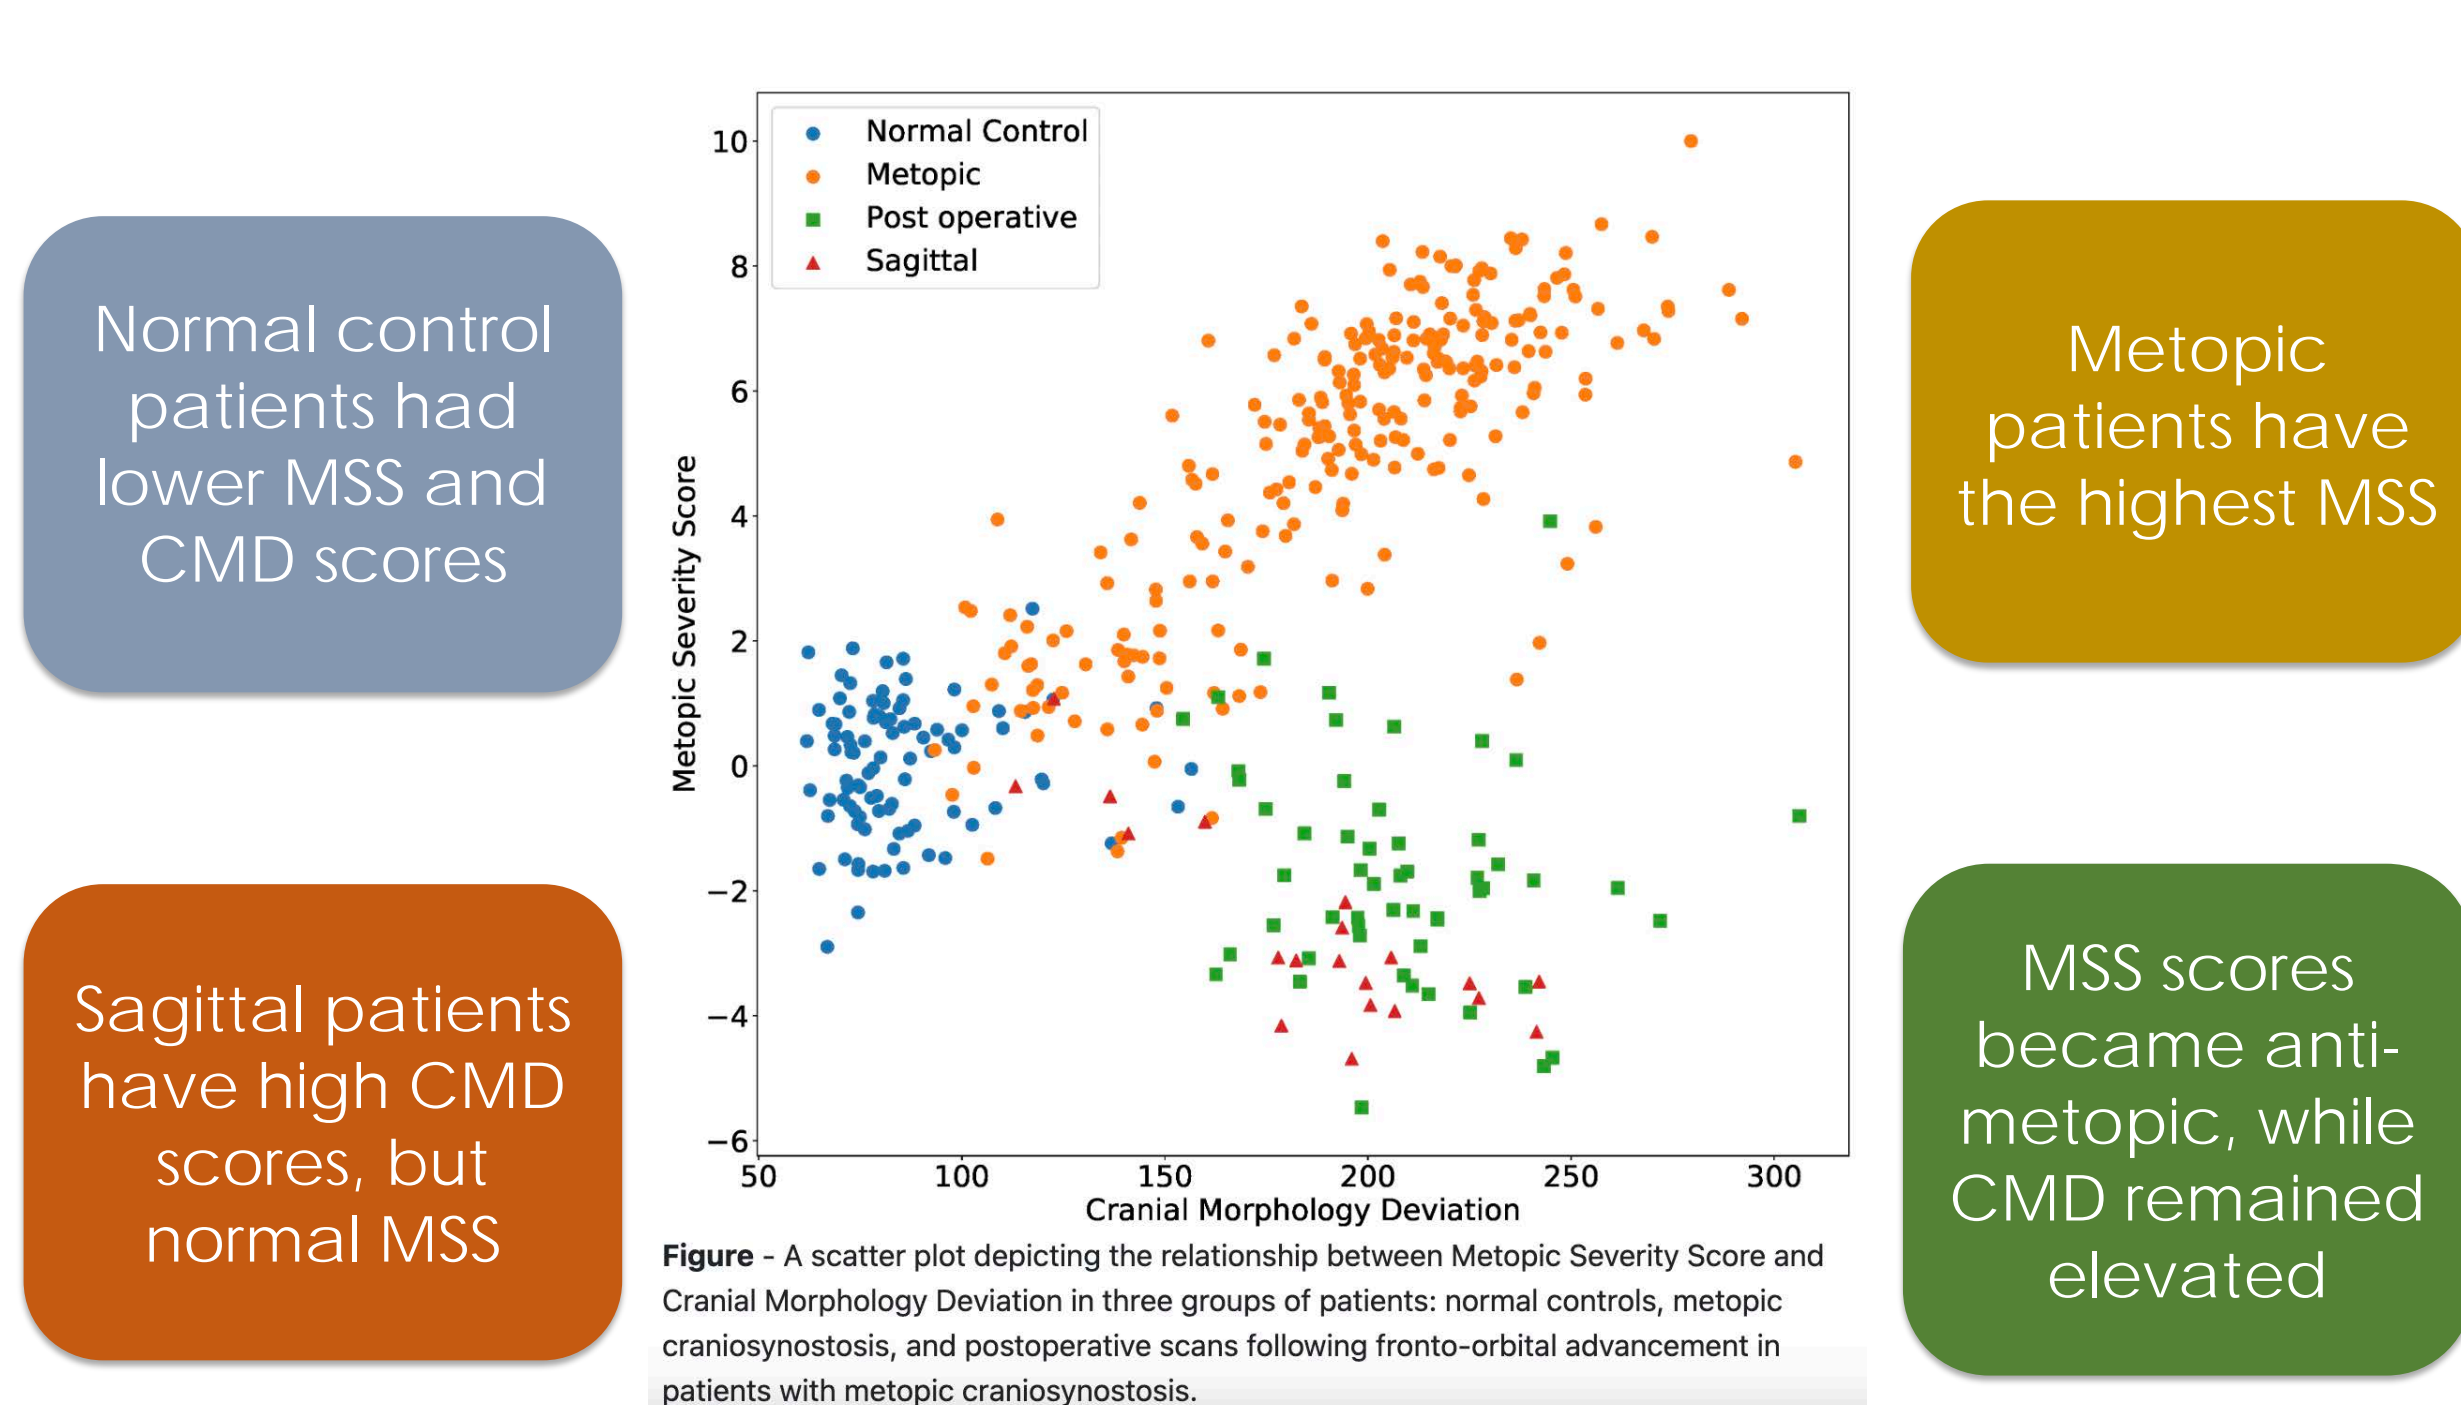 Normal control
patients had
lower MSS and
CMD scores
Sagittal patients
have high CMD
scores, but
normal MSS
Normal Control
Metopic
Post operative
Sagittal
10
8
6
4
2
0
−2
−4
−6
Metopic Severity Score
50 100 150 200 250 300
Cranial Morphology Deviation
Figure - A scatter plot depicting the relationship between Metopic Severity Score and
Cranial Morphology Deviation in three groups of patients: normal controls, metopic
craniosynostosis, and postoperative scans following fronto-orbital advancement in
patients with metopic craniosynostosis.
Metopic
patients have
the highest MSS
MSS scores
became anti-
metopic, while
CMD remained
elevated